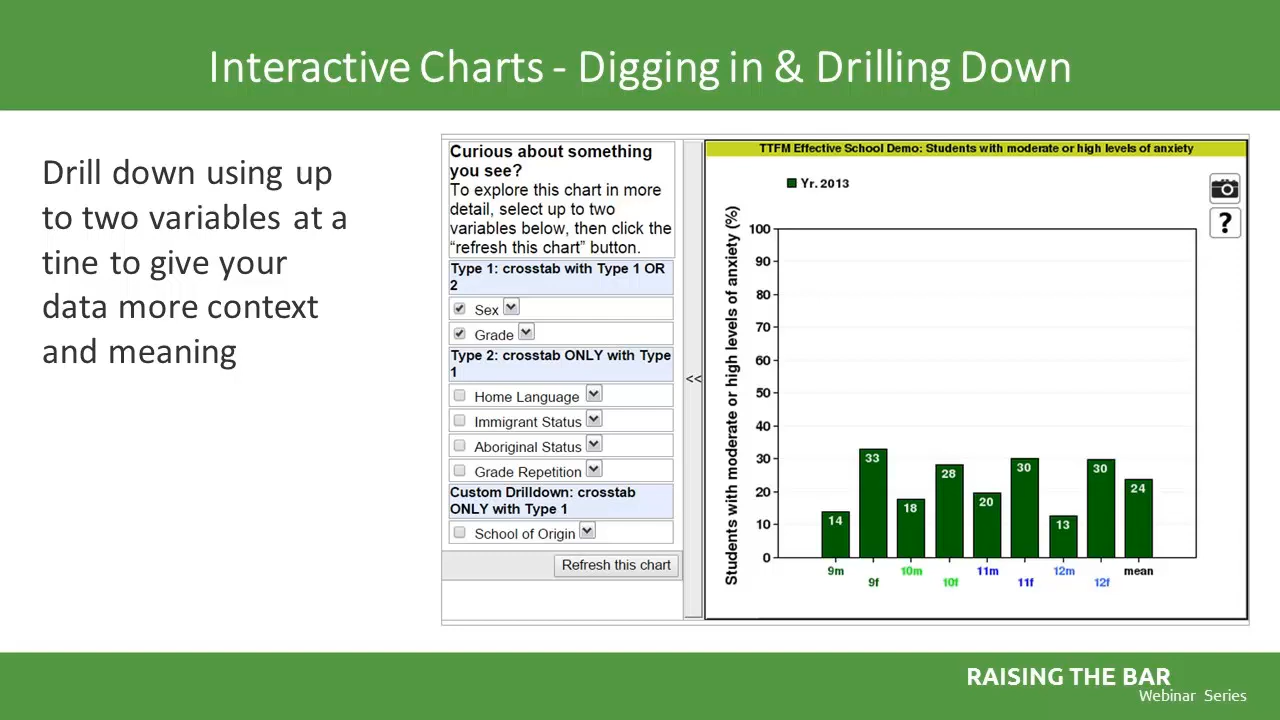 Interactive Charts - Digging in & Drilling Down
Drill down using up
to two variables at a
tine to give your
data more context
and meaning
Curious about something
you see?
To explore this chart in more
detail, select up to two
variables below, then click the
“refresh this chart” button.
Type 1: crosstab with Type 1 OR
2
Sex
Grade
Type 2: crosstab ONLY with Type
1
Home Language
Immigrant Status
Aboriginal Status
Grade Repetition
Custom Drilldown: crosstab
ONLY with Type 1
School of Origin
Refresh this chart
<<
TTFM Effective School Demo: Students with moderate or high levels of anxiety
Yr. 2013
?
Students with moderate or high levels of anxiety (%)
100
90
80
70
60
50
40
30
20
10
0
14
33
18
28
20
30
13
30
24
9m
9f
10m
10f
11m
11f
12m
12f
mean
RAISING THE BAR
Webinar Series